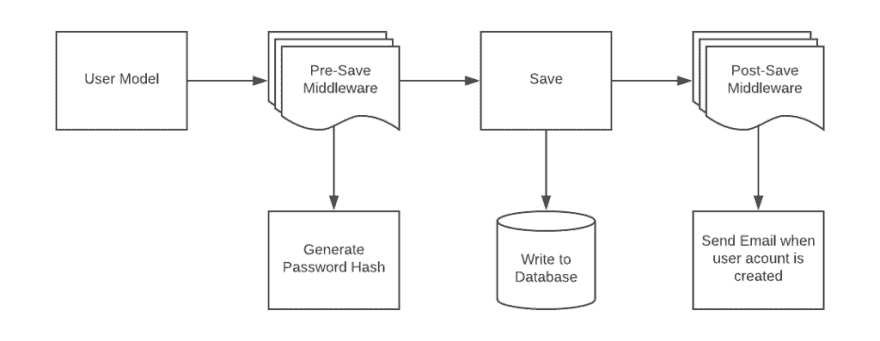 User Model
Pre-Save
Middleware
Save
Post-Save
Middleware
Generate
Password Hash
Write to
Database
Send Email when
user acount is
created